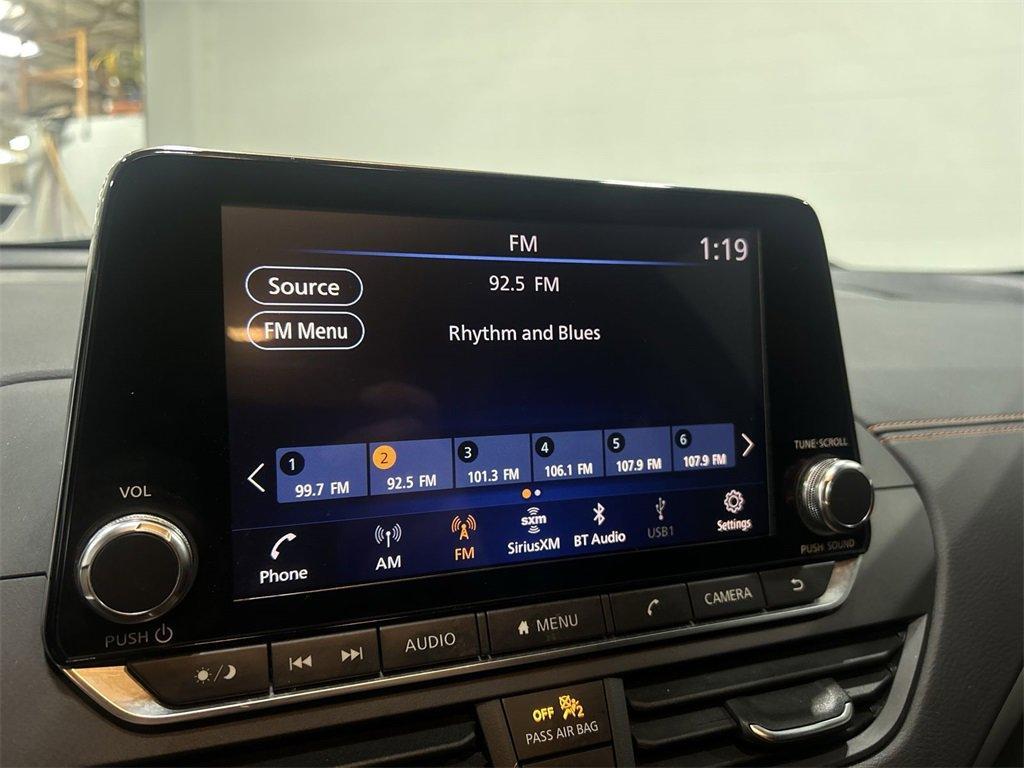 FM
1:19
Source
92.5 FM
FM Menu
Rhythm and Blues
1
99.7 FM
2
92.5 FM
3
101.3 FM
4
106.1 FM
5
107.9 FM
6
107.9 FM
Phone
AM
FM
sxm
SiriusXM
BT Audio
USB1
Settings
VOL
PUSH
TUNE·SCROLL
PUSH SOUND
AUDIO
MENU
CAMERA
OFF
2
PASS AIR BAG